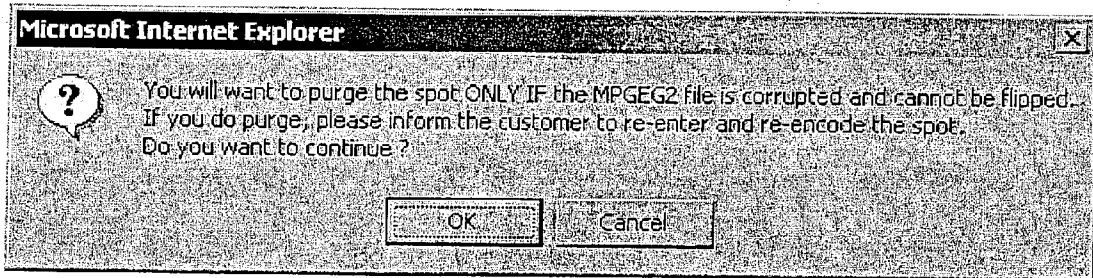 Microsoft Internet Explorer
You will want to purge the spot ONLY IF the MPGEG2 file is corrupted and cannot be flipped.
If you do purge, please inform the customer to re-enter and re-encode the spot.
Do you want to continue ?
OK
Cancel